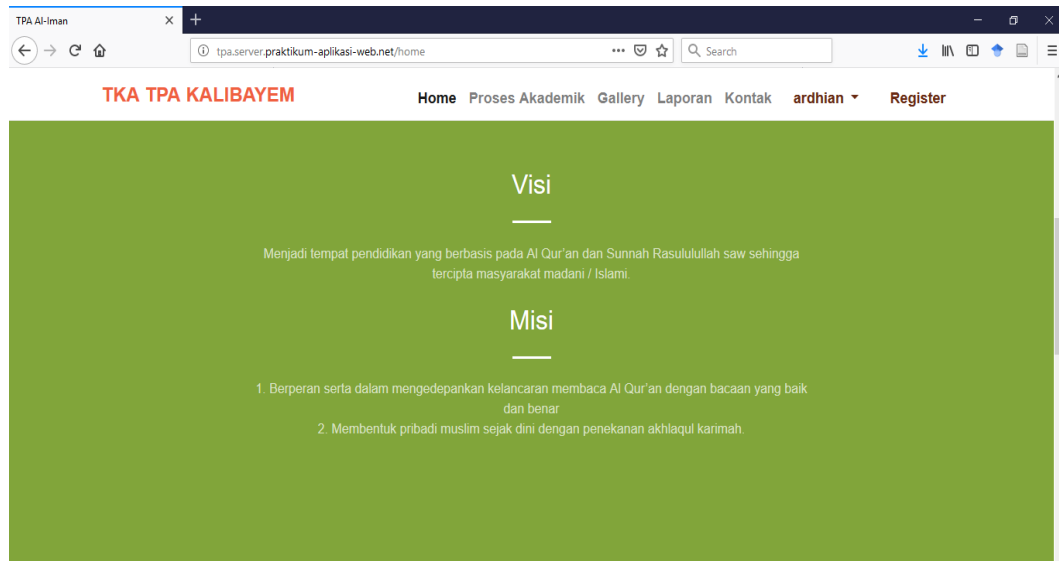 TPA Al-Iman
tpa.server.praktikum-aplikasi-web.net/home
Search
TKA TPA KALIBAYEM
Home Proses Akademik Gallery Laporan Kontak ardhian Register
Visi
Menjadi tempat pendidikan yang berbasis pada Al Qur'an dan Sunnah Rasululullah saw sehingga
tercipta masyarakat madani / Islami.
Misi
1. Berperan serta dalam mengedepankan kelancaran membaca Al Qur'an dengan bacaan yang baik
dan benar
2. Membentuk pribadi muslim sejak dini dengan penekanan akhlaqul karimah.